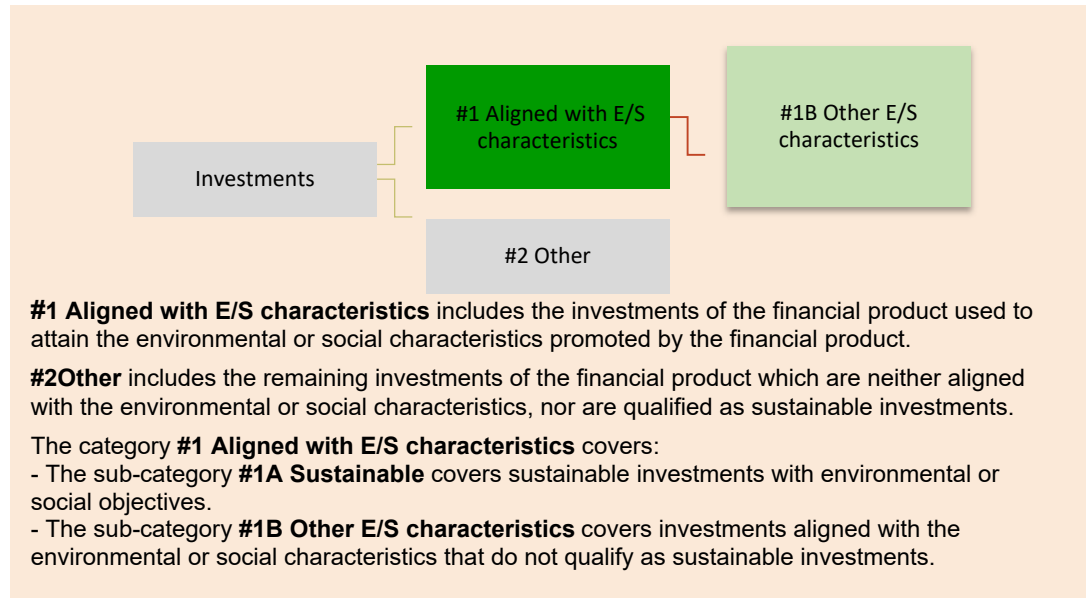 #1 Aligned with E/S
characteristics
#1B Other E/S
characteristics
Investments
#2 Other
#1 Aligned with E/S characteristics includes the investments of the financial product used to
attain the environmental or social characteristics promoted by the financial product.
#2Other includes the remaining investments of the financial product which are neither aligned
with the environmental or social characteristics, nor are qualified as sustainable investments.
The category #1 Aligned with E/S characteristics covers:
- The sub-category #1A Sustainable covers sustainable investments with environmental or
social objectives.
- The sub-category #1B Other E/S characteristics covers investments aligned with the
environmental or social characteristics that do not qualify as sustainable investments.